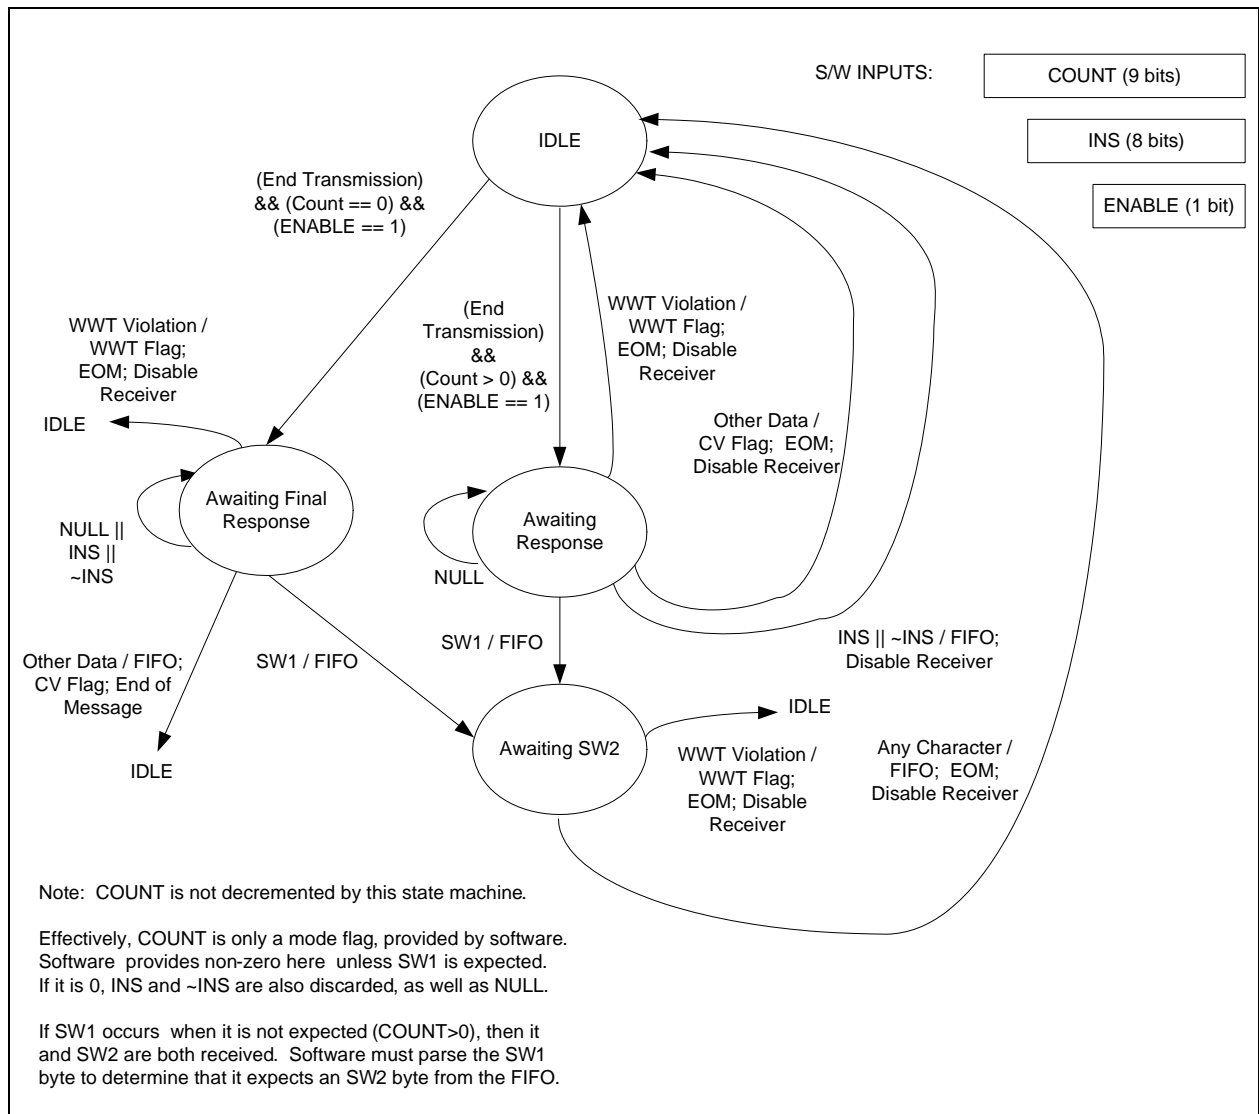 S/W INPUTS:
COUNT (9 bits)
INS (8 bits)
ENABLE (1 bit)
IDLE
(End Transmission)
&& (Count == 0) &&
(ENABLE == 1)
(End
Transmission)
&&
(Count > 0) &&
(ENABLE == 1)
WWT Violation /
WWT Flag;
EOM; Disable
Receiver
WWT Violation /
WWT Flag;
EOM; Disable
Receiver
IDLE
Other Data /
CV Flag; EOM;
Disable Receiver
Awaiting Final
Response
NULL ||
INS ||
~INS
Awaiting
Response
NULL
Other Data / FIFO;
CV Flag; End of
Message
IDLE
SW1 / FIFO
SW1 / FIFO
INS || ~INS / FIFO;
Disable Receiver
Awaiting SW2
IDLE
WWT Violation /
WWT Flag;
EOM; Disable
Receiver
Any Character /
FIFO; EOM;
Disable Receiver
Note: COUNT is not decremented by this state machine.
Effectively, COUNT is only a mode flag, provided by software.
Software provides non-zero here unless SW1 is expected.
If it is 0, INS and ~INS are also discarded, as well as NULL.
If SW1 occurs when it is not expected (COUNT>0), then it
and SW2 are both received. Software must parse the SW1
byte to determine that it expects an SW2 byte from the FIFO.